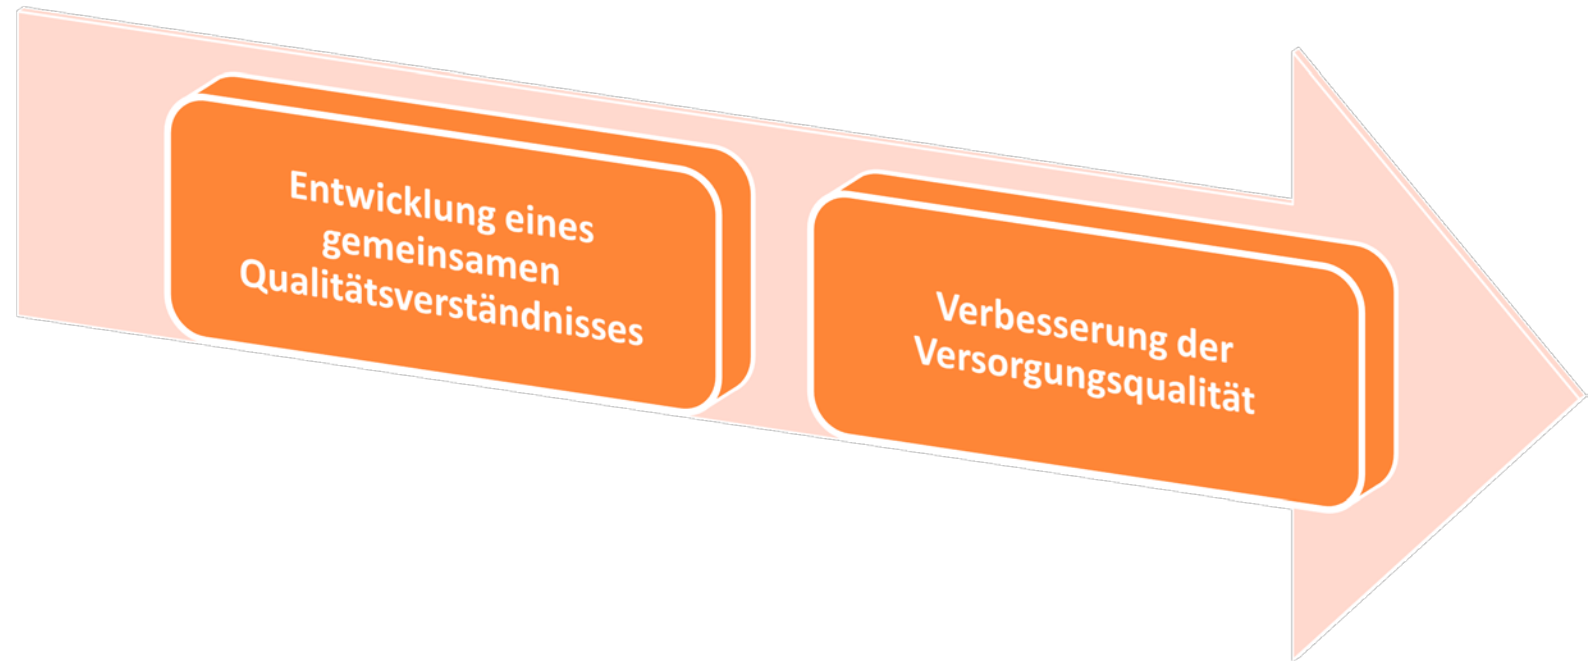 Entwicklung eines
gemeinsamen
Qualitätsverständnisses
Verbesserung der
Versorgungsqualität